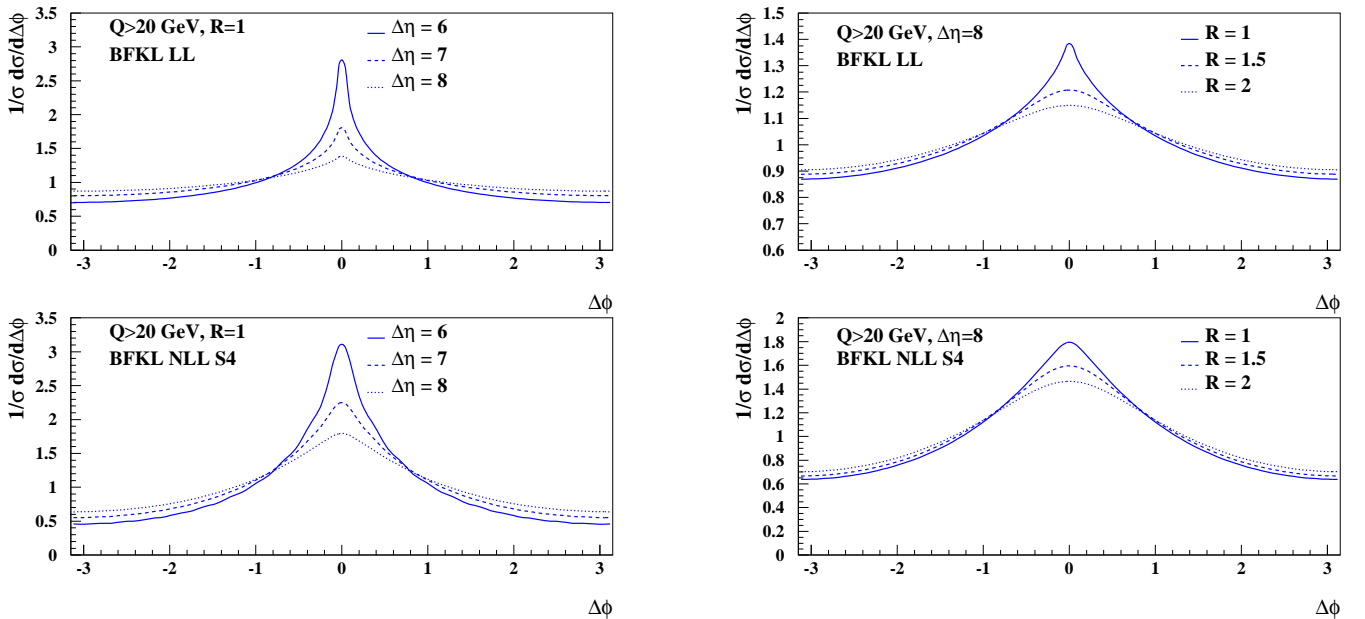 1/σ dσ/dΔϕ
Q>20 GeV, R=1
BFKL LL
Δη = 6
Δη = 7
Δη = 8
3.5
3
2.5
2
1.5
1
0.5
0
-3 -2 -1 0 1 2 3
Δϕ
1/σ dσ/dΔϕ
Q>20 GeV, Δη=8
BFKL LL
R = 1
R = 1.5
R = 2
1.5
1.4
1.3
1.2
1.1
1
0.9
0.8
0.7
0.6
-3 -2 -1 0 1 2 3
Δϕ
1/σ dσ/dΔϕ
Q>20 GeV, R=1
BFKL NLL S4
Δη = 6
Δη = 7
Δη = 8
3.5
3
2.5
2
1.5
1
0.5
0
-3 -2 -1 0 1 2 3
Δϕ
1/σ dσ/dΔϕ
Q>20 GeV, Δη=8
BFKL NLL S4
R = 1
R = 1.5
R = 2
2
1.8
1.6
1.4
1.2
1
0.8
0.6
0.4
0.2
0
-3 -2 -1 0 1 2 3
Δϕ